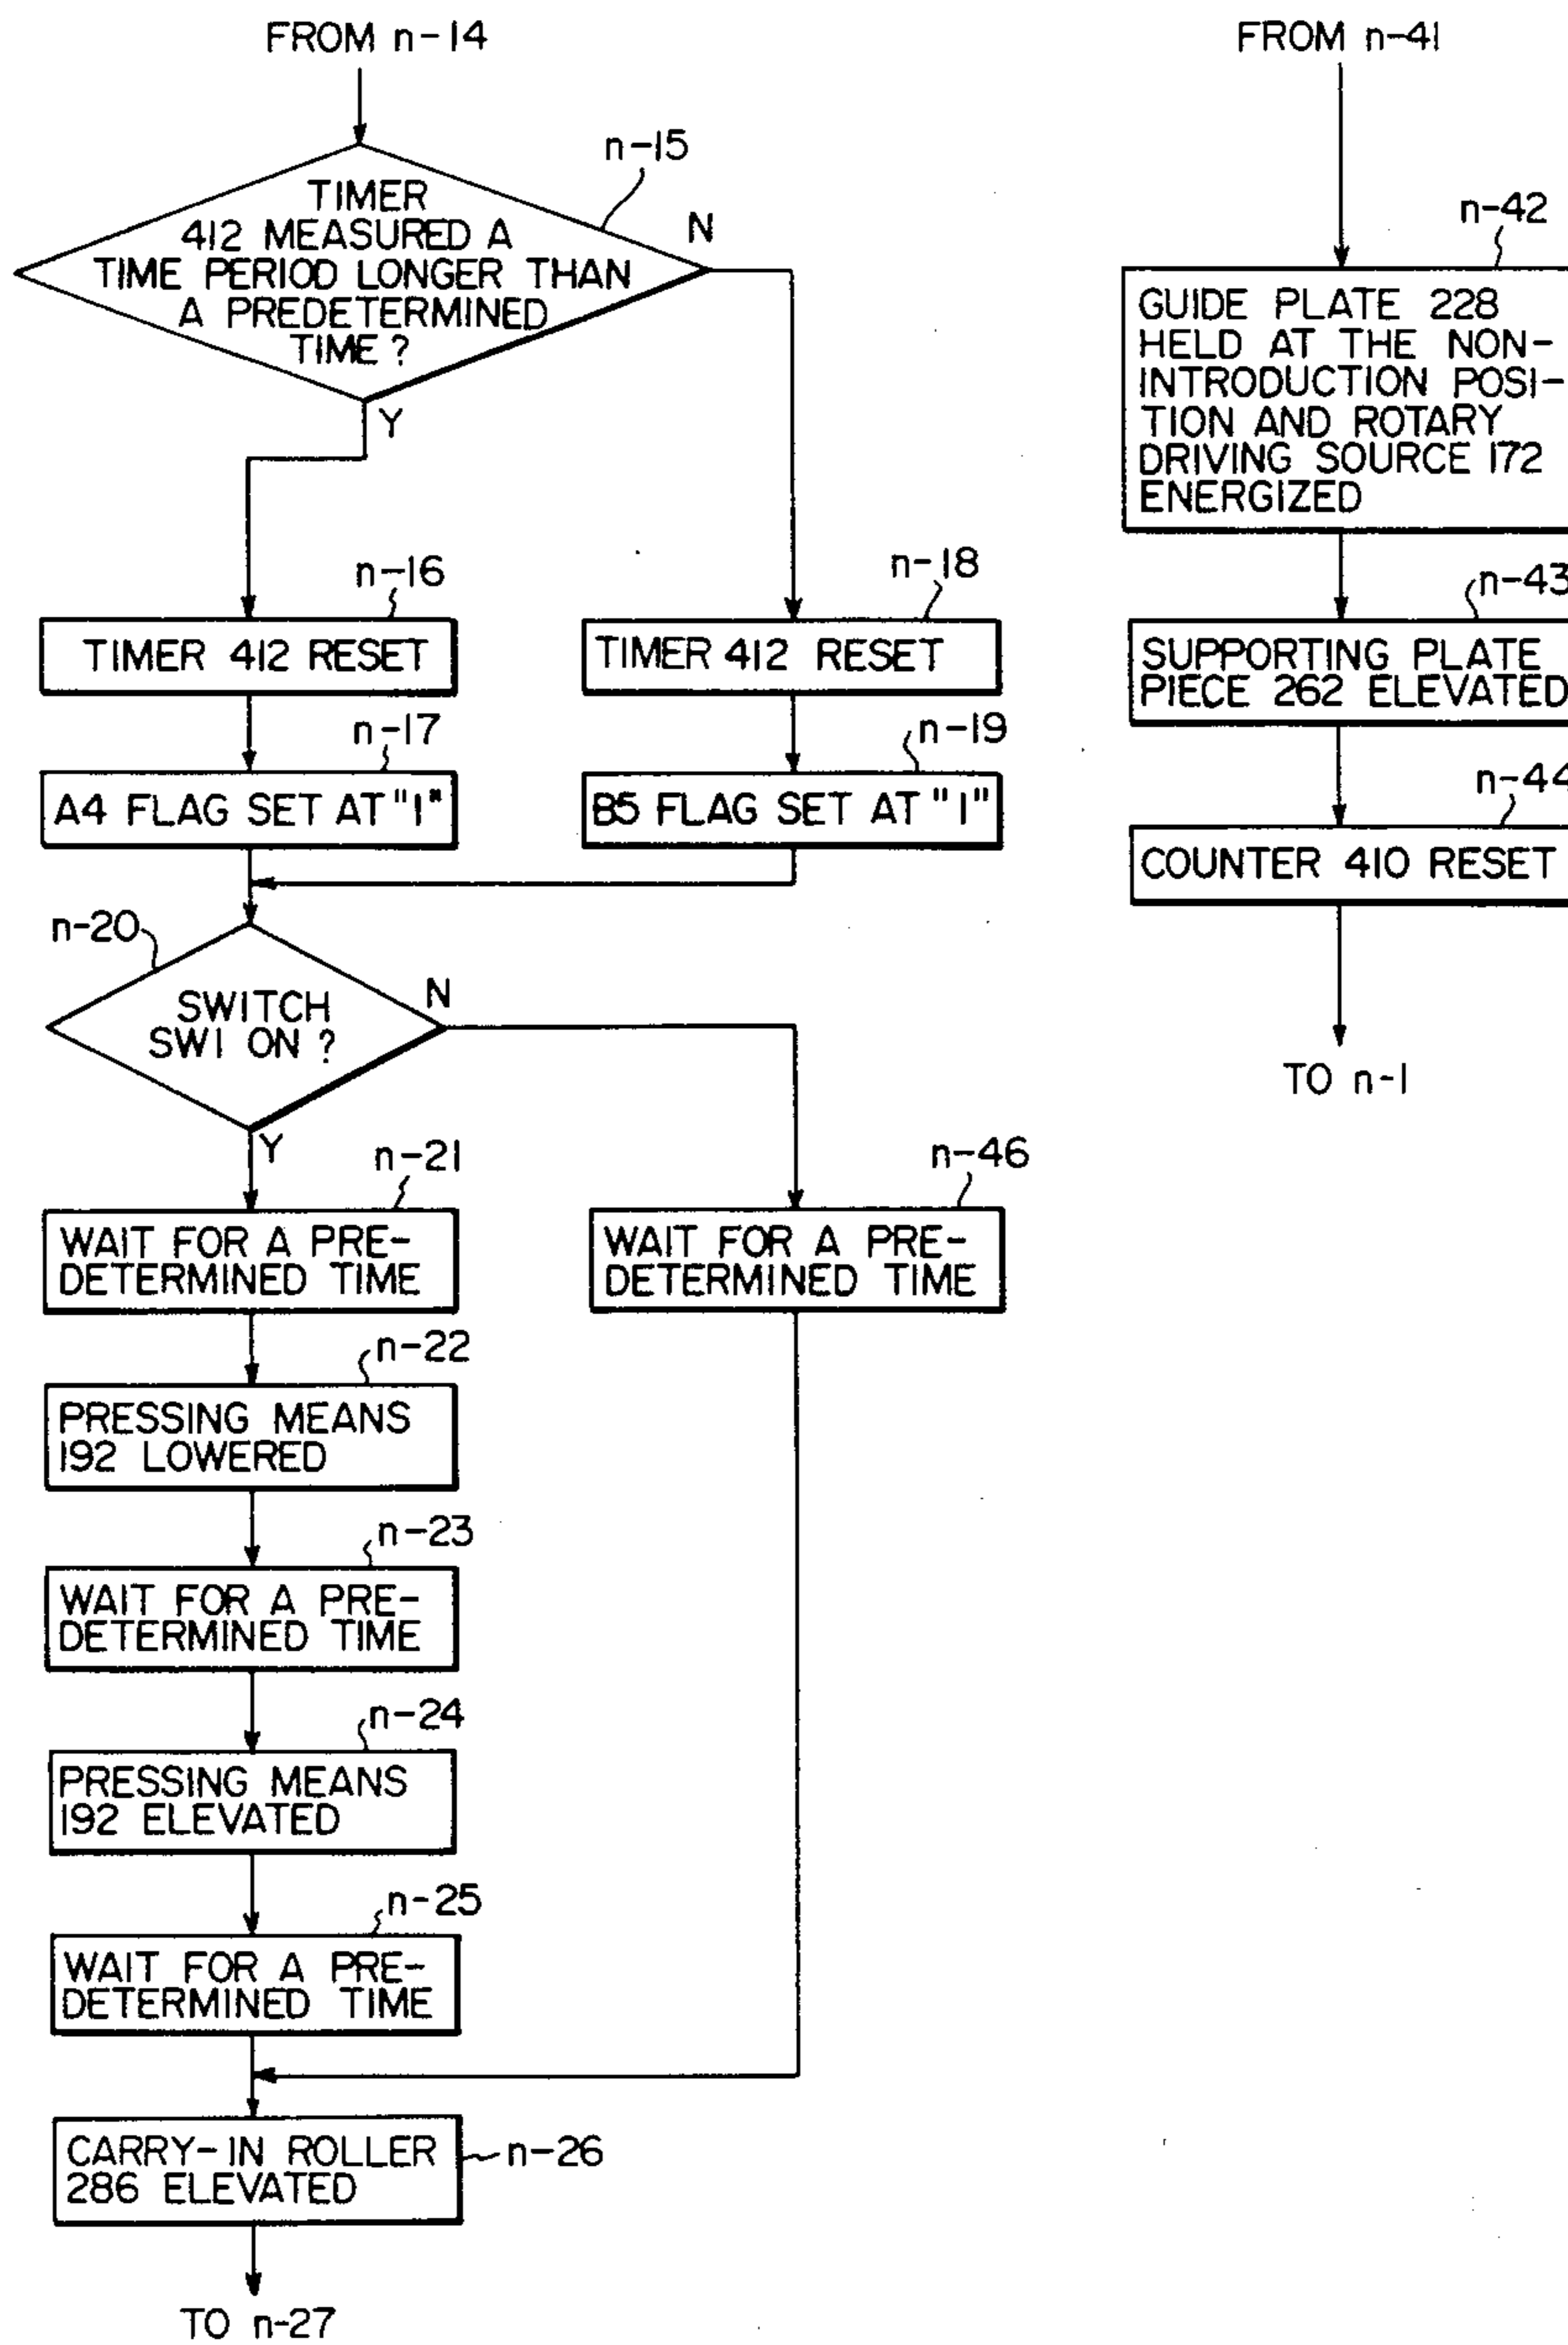 FROM n-14
n-15
TIMER
412 MEASURED A
TIME PERIOD LONGER THAN
A PREDETERMINED
TIME ?
N
Y
n-16
TIMER 412 RESET
n-18
TIMER 412 RESET
n-17
A4 FLAG SET AT "1"
n-19
B5 FLAG SET AT "1"
n-20
SWITCH
SW1 ON ?
N
Y
n-21
WAIT FOR A PRE-
DETERMINED TIME
n-46
WAIT FOR A PRE-
DETERMINED TIME
n-22
PRESSING MEANS
192 LOWERED
n-23
WAIT FOR A PRE-
DETERMINED TIME
n-24
PRESSING MEANS
192 ELEVATED
n-25
WAIT FOR A PRE-
DETERMINED TIME
CARRY-IN ROLLER
286 ELEVATED
n-26
TO n-27
FROM n-41
n-42
GUIDE PLATE 228
HELD AT THE NON-
INTRODUCTION POSI-
TION AND ROTARY
DRIVING SOURCE 172
ENERGIZED
n-43
SUPPORTING PLATE
PIECE 262 ELEVATED
n-44
COUNTER 410 RESET
TO n-1